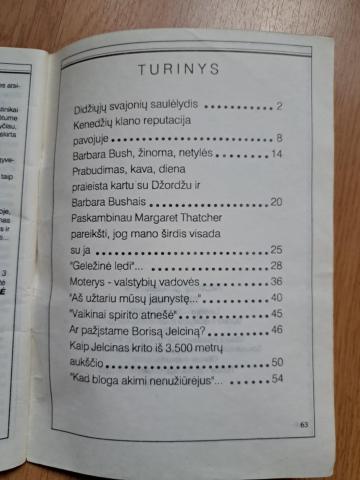 TURINYS
Didžiųjų svajonių saulėlydis 2
Kenedžių klano reputacija
pavojuje 8
Barbara Bush, žinoma, netylės 14
Prabudimas, kava, diena
praleista kartu su Džordžu ir
Barbara Bushais 20
Paskambinau Margaret Thatcher
pareikšti, jog mano širdis visada
su ja 25
"Geležinė ledi"... 28
Moterys - valstybių vadovės 36
"Aš užtariu mūsų jaunystę..." 40
"Vaikinai spirito atnešė" 45
Ar pažįstame Borisą Jelciną? 46
Kaip Jelcinas krito iš 3.500 metrų
aukščio 50
"Kad bloga akimi nenužiūrėjus"... 54
63